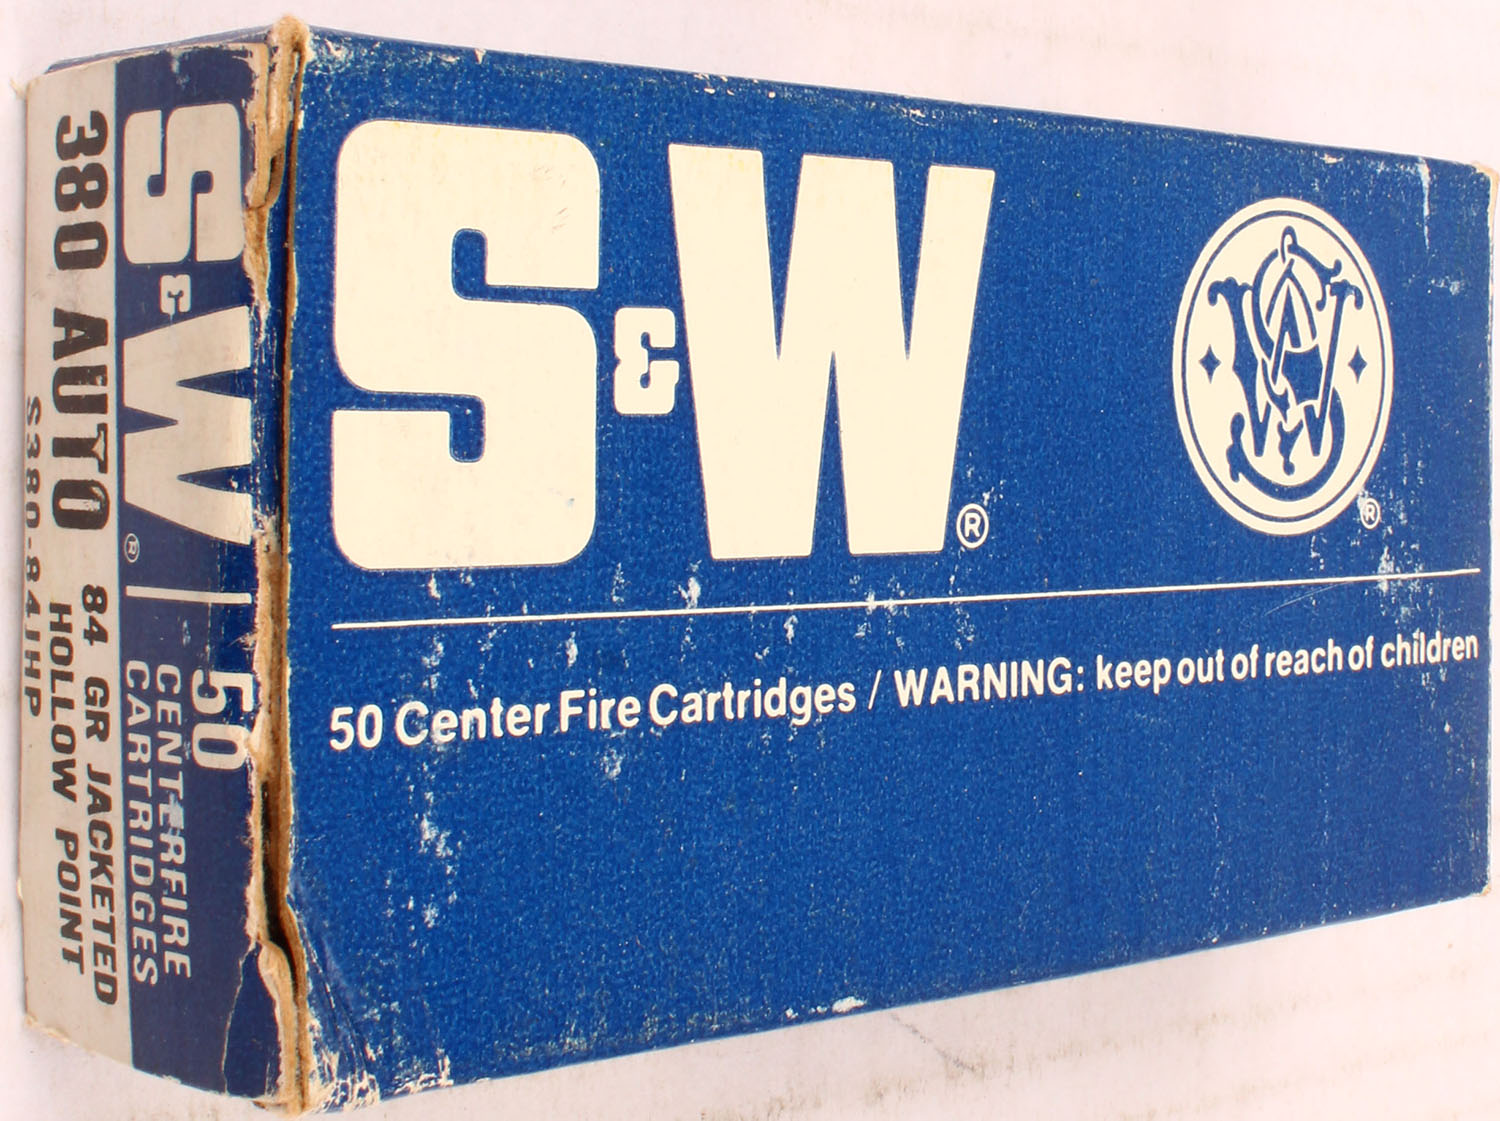 S&W®
®
50 Center Fire Cartridges / WARNING: keep out of reach of children
S&W® 50
CENTERFIRE
CARTRIDGES
380 AUTO 84 GR JACKETED
HOLLOW POINT
S380-84JHP